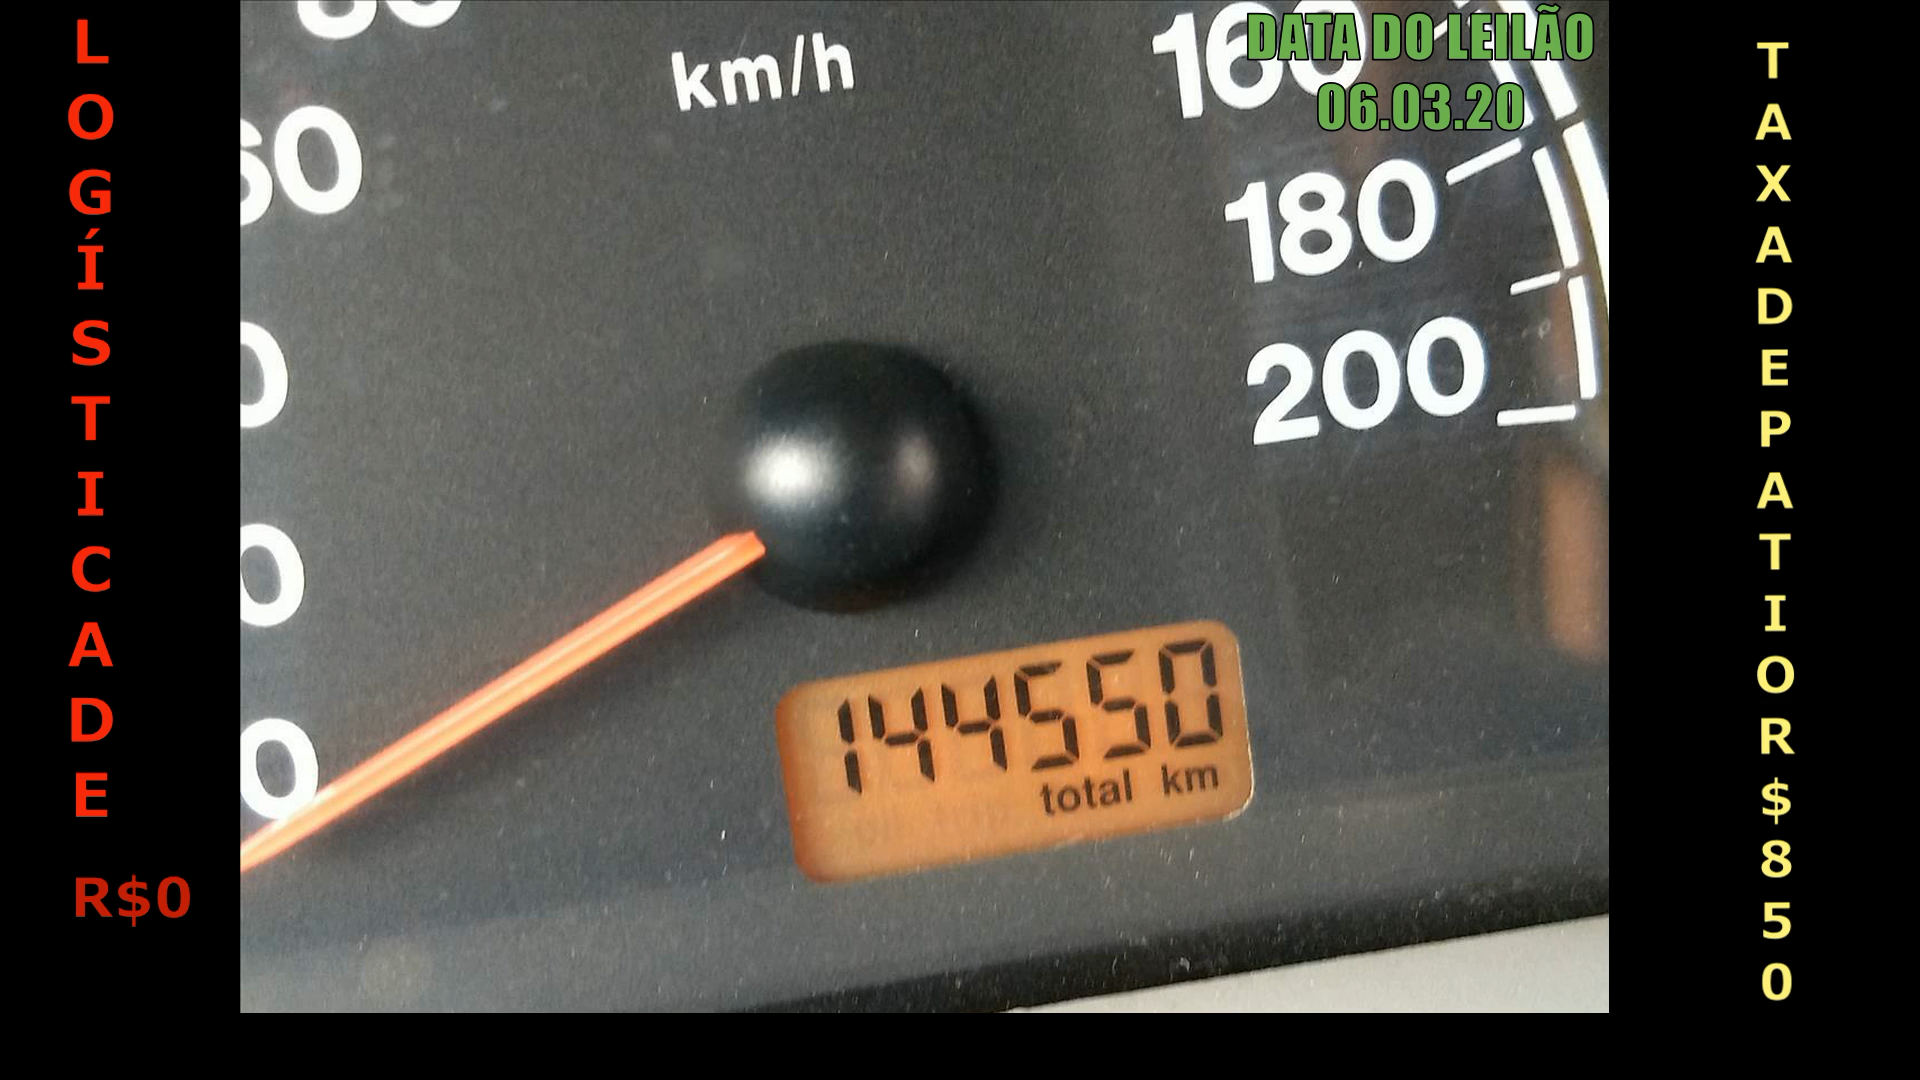 LOGÍSTICA DE
R$0
DATA DO LEILÃO
06.03.20
km/h
160
180
200
60
144550
total km
TAXA DE PATIO R$850